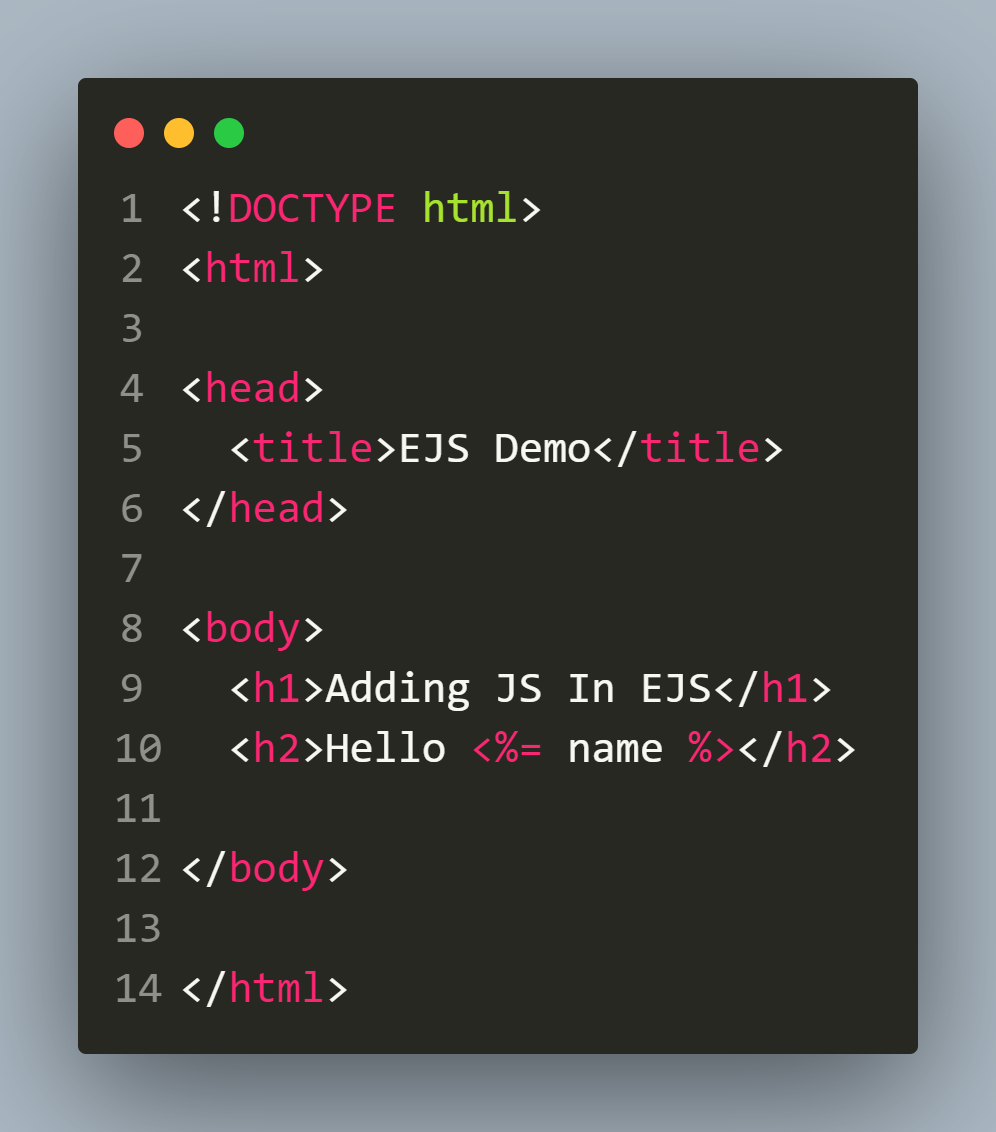 1 <!DOCTYPE html>
2 <html>
3
4 <head>
5   <title>EJS Demo</title>
6 </head>
7
8 <body>
9   <h1>Adding JS In EJS</h1>
10   <h2>Hello <%= name %></h2>
11
12 </body>
13
14 </html>